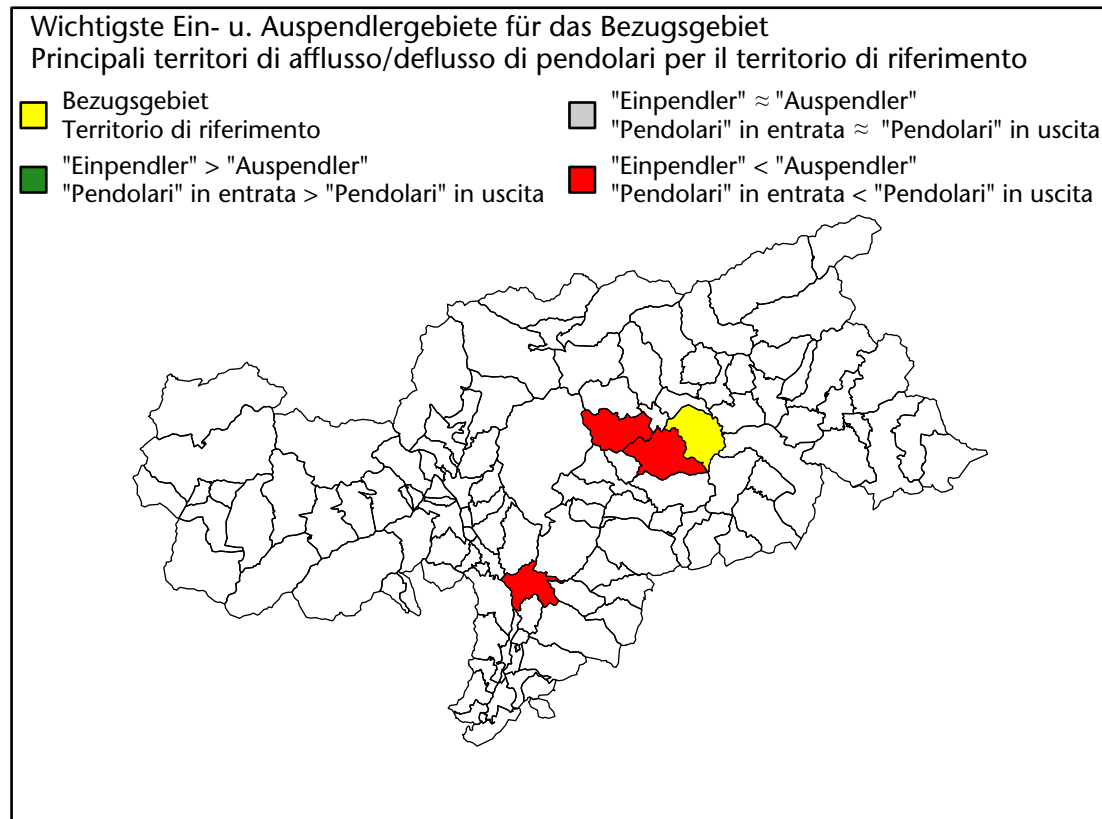 Wichtigste Ein- u. Auspendlergebiete für das Bezugsgebiet
Principali territori di afflusso/deflusso di pendolari per il territorio di riferimento
Bezugsgebiet
Territorio di riferimento
"Einpendler" > "Auspendler"
"Pendolari" in entrata > "Pendolari" in uscita
"Einpendler" ≈ "Auspendler"
"Pendolari" in entrata ≈ "Pendolari" in uscita
"Einpendler" < "Auspendler"
"Pendolari" in entrata < "Pendolari" in uscita